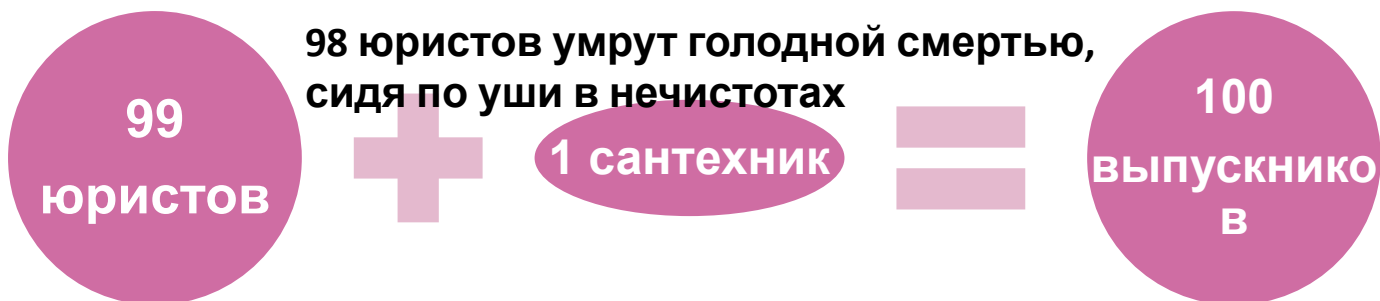 98 юристов умрут голодной смертью,
сидя по уши в нечистотах
99
юристов
1 сантехник
100
выпускнико
в